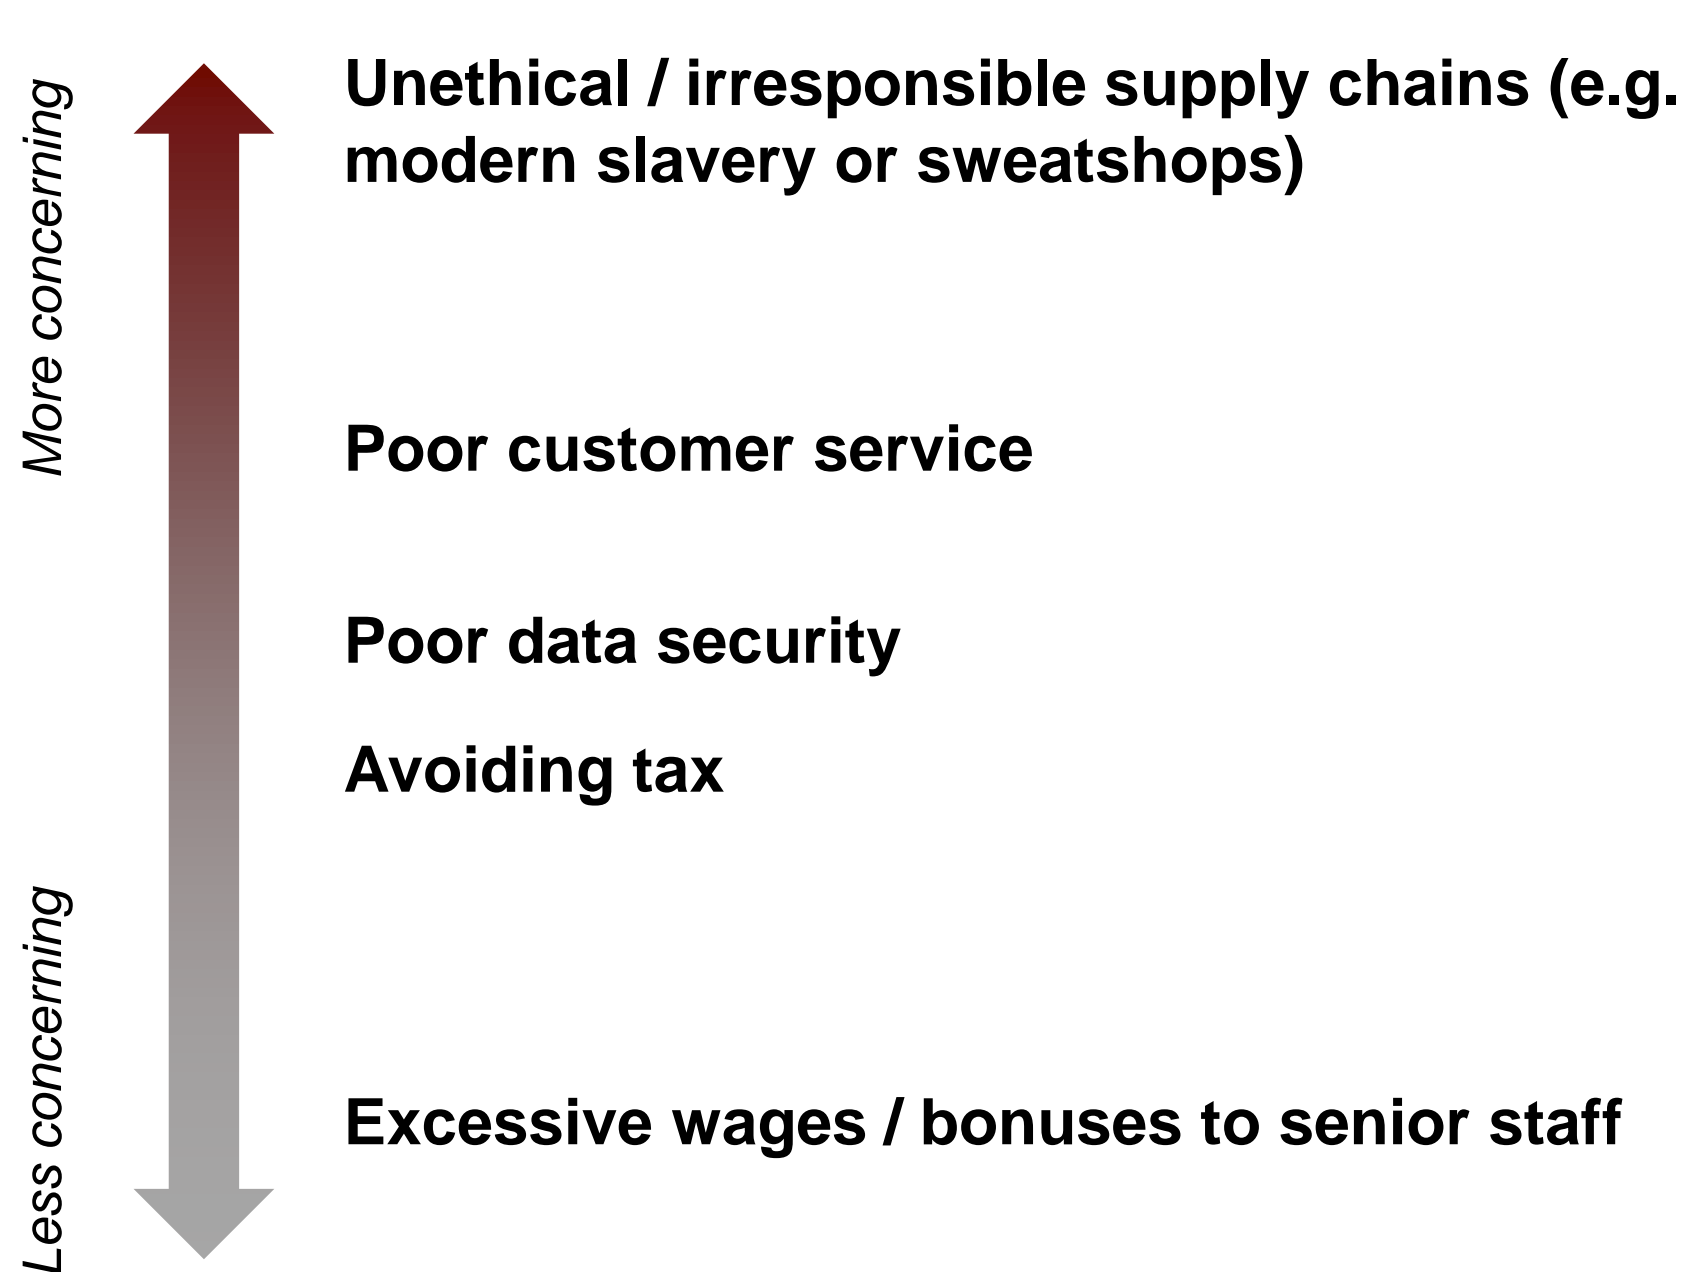 More concerning
Unethical / irresponsible supply chains (e.g.
modern slavery or sweatshops)
Poor customer service
Poor data security
Avoiding tax
Less concerning
Excessive wages / bonuses to senior staff